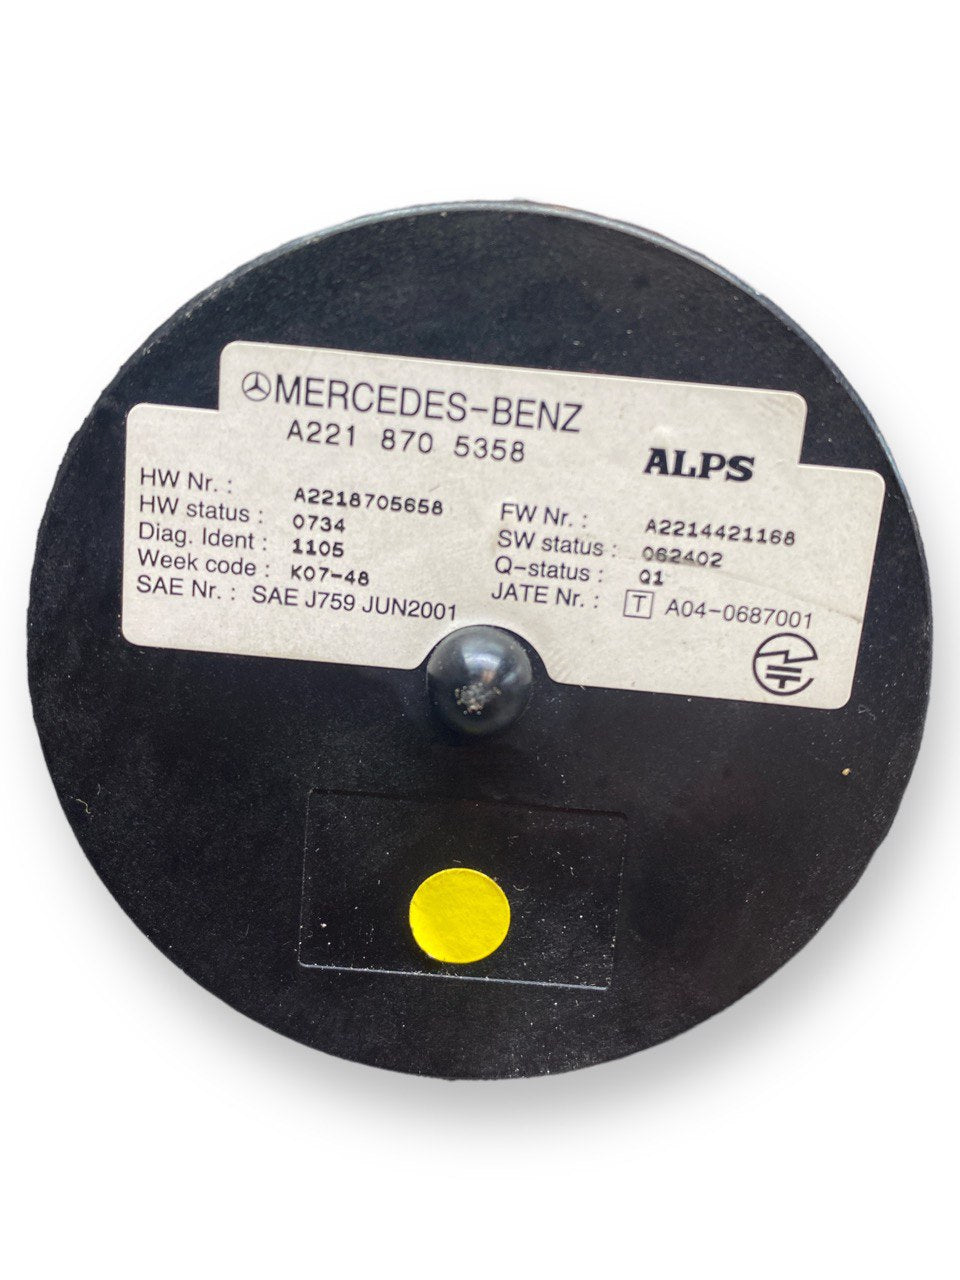 MERCEDES-BENZ
A221 870 5358
ALPS
HW Nr. : A2218705658
HW status : 0734
Diag. Ident : 1105
Week code : K07-48
SAE Nr. : SAE J759 JUN2001
FW Nr. : A2214421168
SW status : 062402
Q-status : Q1
JATE Nr. : T A04-0687001